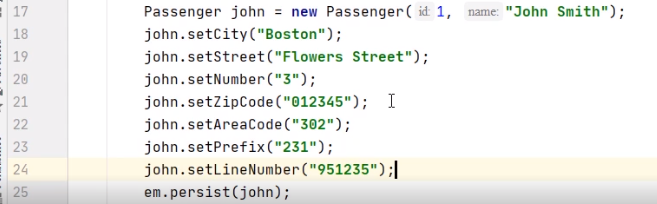 17 Passenger john = new Passenger( id: 1, name: "John Smith");
18 john.setCity("Boston");
19 john.setStreet("Flowers Street");
20 john.setNumber("3");
21 john.setZipCode("012345");
22 john.setAreaCode("302");
23 john.setPrefix("231");
24 john.setLineNumber("951235");
25 em.persist(john);